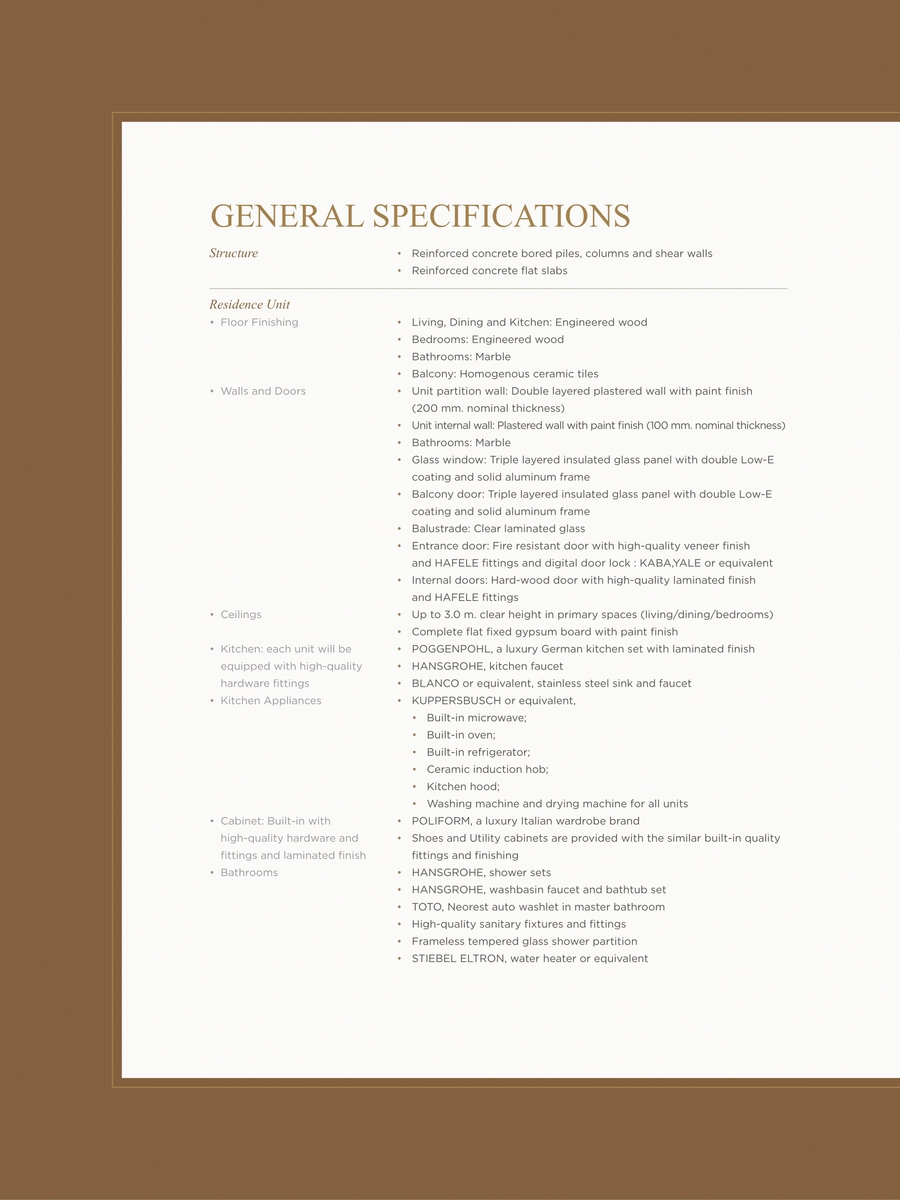 GENERAL SPECIFICATIONS
Structure
• Reinforced concrete bored piles, columns and shear walls
• Reinforced concrete flat slabs
Residence Unit
• Floor Finishing
• Living, Dining and Kitchen: Engineered wood
• Bedrooms: Engineered wood
• Bathrooms: Marble
• Balcony: Homogenous ceramic tiles
• Walls and Doors
• Unit partition wall: Double layered plastered wall with paint finish
(200 mm. nominal thickness)
• Unit internal wall: Plastered wall with paint finish (100 mm. nominal thickness)
• Bathrooms: Marble
• Glass window: Triple layered insulated glass panel with double Low-E
coating and solid aluminum frame
• Balcony door: Triple layered insulated glass panel with double Low-E
coating and solid aluminum frame
• Balustrade: Clear laminated glass
• Entrance door: Fire resistant door with high-quality veneer finish
and HAFELE fittings and digital door lock : KABA,YALE or equivalent
• Internal doors: Hard-wood door with high-quality laminated finish
and HAFELE fittings
• Ceilings
• Up to 3.0 m. clear height in primary spaces (living/dining/bedrooms)
• Complete flat fixed gypsum board with paint finish
• Kitchen: each unit will be
equipped with high-quality
hardware fittings
• POGGENPOHL, a luxury German kitchen set with laminated finish
• HANSGROHE, kitchen faucet
• BLANCO or equivalent, stainless steel sink and faucet
• Kitchen Appliances
• KUPPERSBUSCH or equivalent,
• Built-in microwave;
• Built-in oven;
• Built-in refrigerator;
• Ceramic induction hob;
• Kitchen hood;
• Washing machine and drying machine for all units
• Cabinet: Built-in with
high-quality hardware and
fittings and laminated finish
• POLIFORM, a luxury Italian wardrobe brand
• Shoes and Utility cabinets are provided with the similar built-in quality
fittings and finishing
• Bathrooms
• HANSGROHE, shower sets
• HANSGROHE, washbasin faucet and bathtub set
• TOTO, Neorest auto washlet in master bathroom
• High-quality sanitary fixtures and fittings
• Frameless tempered glass shower partition
• STIEBEL ELTRON, water heater or equivalent